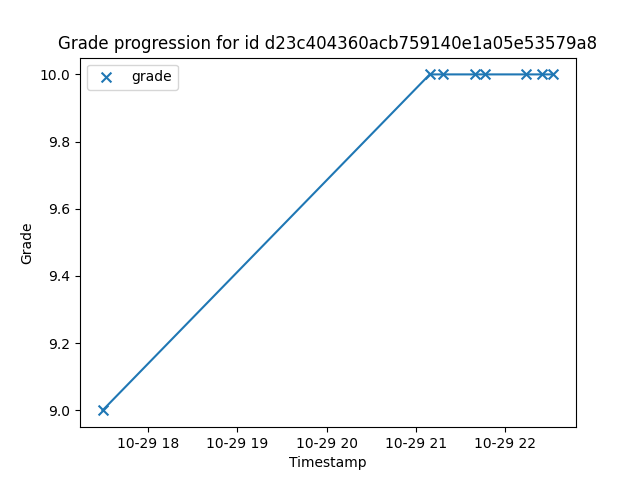 Grade progression for id d23c404360acb759140e1a05e53579a8
grade
10.0
9.8
9.6
9.4
9.2
9.0
Grade
10-29 18
10-29 19
10-29 20
10-29 21
10-29 22
Timestamp